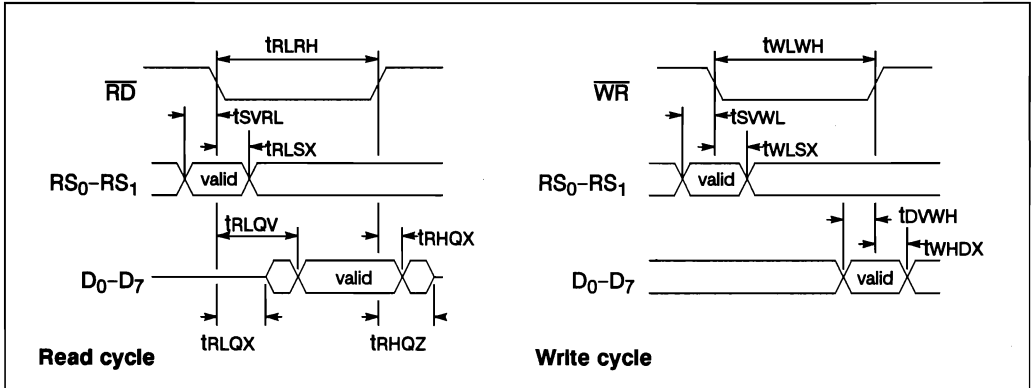 tRLRH
RD
tSVRL
tRLSX
RS0–RS1
valid
tRLQV
tRHQX
D0–D7
valid
tRLQX
tRHQZ
Read cycle
tWLWH
WR
tSVWL
tWLSX
RS0–RS1
valid
tDVWH
tWHDX
D0–D7
valid
Write cycle